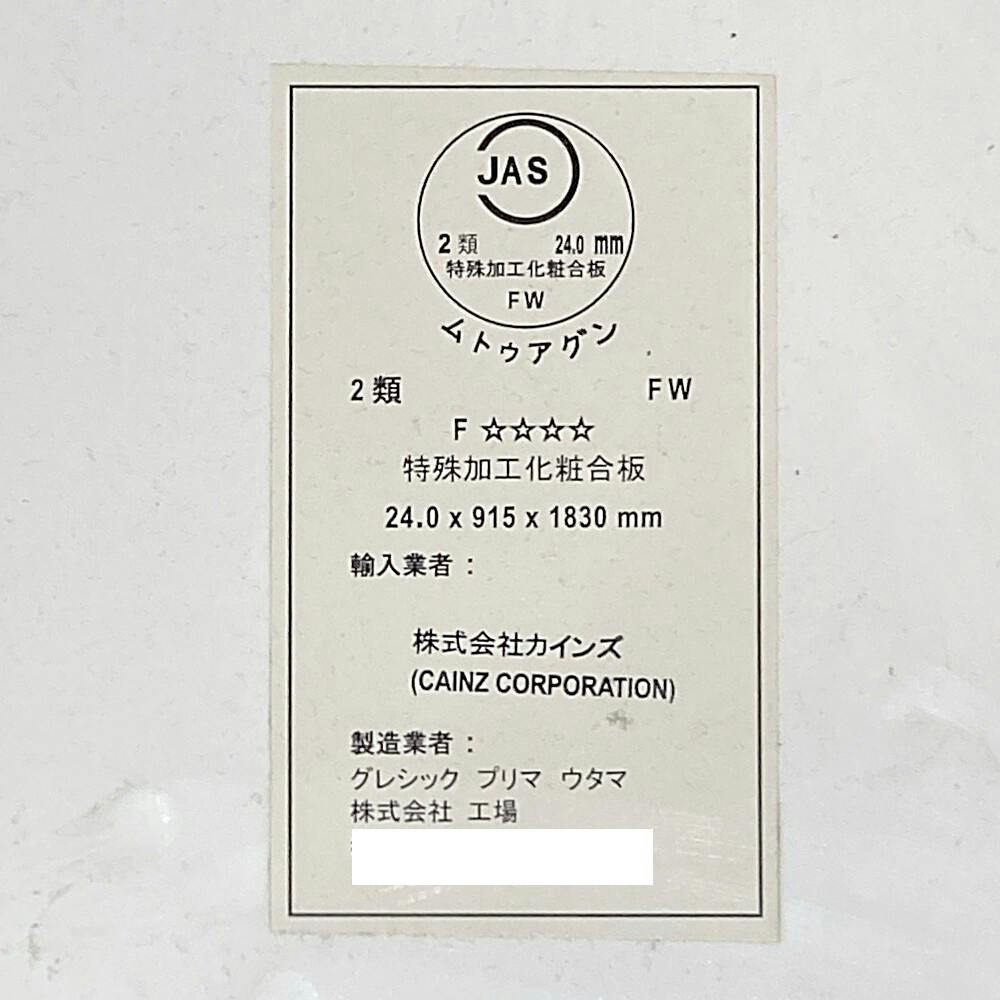 JAS
2類 24.0 mm
特殊加工化粧合板
FW
ムトゥアグン
2類 FW
F ☆☆☆☆
特殊加工化粧合板
24.0 x 915 x 1830 mm
輸入業者 :
株式会社カインズ
(CAINZ CORPORATION)
製造業者 :
グレシック プリマ ウタマ
株式会社 工場